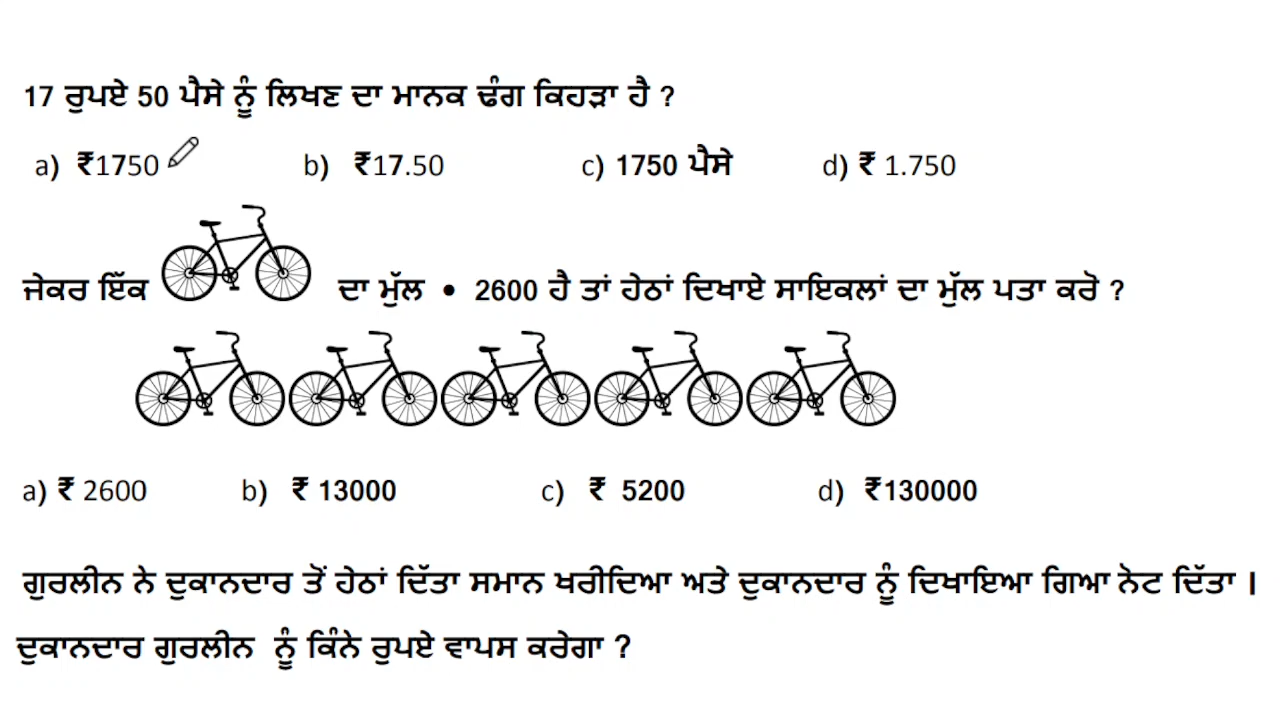 17 ਰੁਪਏ 50 ਪੈਸੇ ਨੂੰ ਲਿਖਣ ਦਾ ਮਾਨਕ ਢੰਗ ਕਿਹੜਾ ਹੈ ?
a) ₹1750 b) ₹17.50 c) 1750 ਪੈਸੇ d) ₹ 1.750
ਜੇਕਰ ਇੱਕ ਦਾ ਮੁੱਲ • 2600 ਹੈ ਤਾਂ ਹੇਠਾਂ ਦਿਖਾਏ ਸਾਇਕਲਾਂ ਦਾ ਮੁੱਲ ਪਤਾ ਕਰੋ ?
a) ₹ 2600 b) ₹ 13000 c) ₹ 5200 d) ₹130000
ਗੁਰਲੀਨ ਨੇ ਦੁਕਾਨਦਾਰ ਤੋਂ ਹੇਠਾਂ ਦਿੱਤਾ ਸਮਾਨ ਖਰੀਦਿਆ ਅਤੇ ਦੁਕਾਨਦਾਰ ਨੂੰ ਦਿਖਾਇਆ ਗਿਆ ਨੋਟ ਦਿੱਤਾ ।
ਦੁਕਾਨਦਾਰ ਗੁਰਲੀਨ ਨੂੰ ਕਿੰਨੇ ਰੁਪਏ ਵਾਪਸ ਕਰੇਗਾ ?